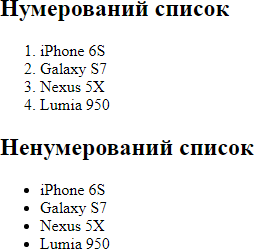 Нумерований список
1. iPhone 6S
2. Galaxy S7
3. Nexus 5X
4. Lumia 950
Ненумерований список
• iPhone 6S
• Galaxy S7
• Nexus 5X
• Lumia 950